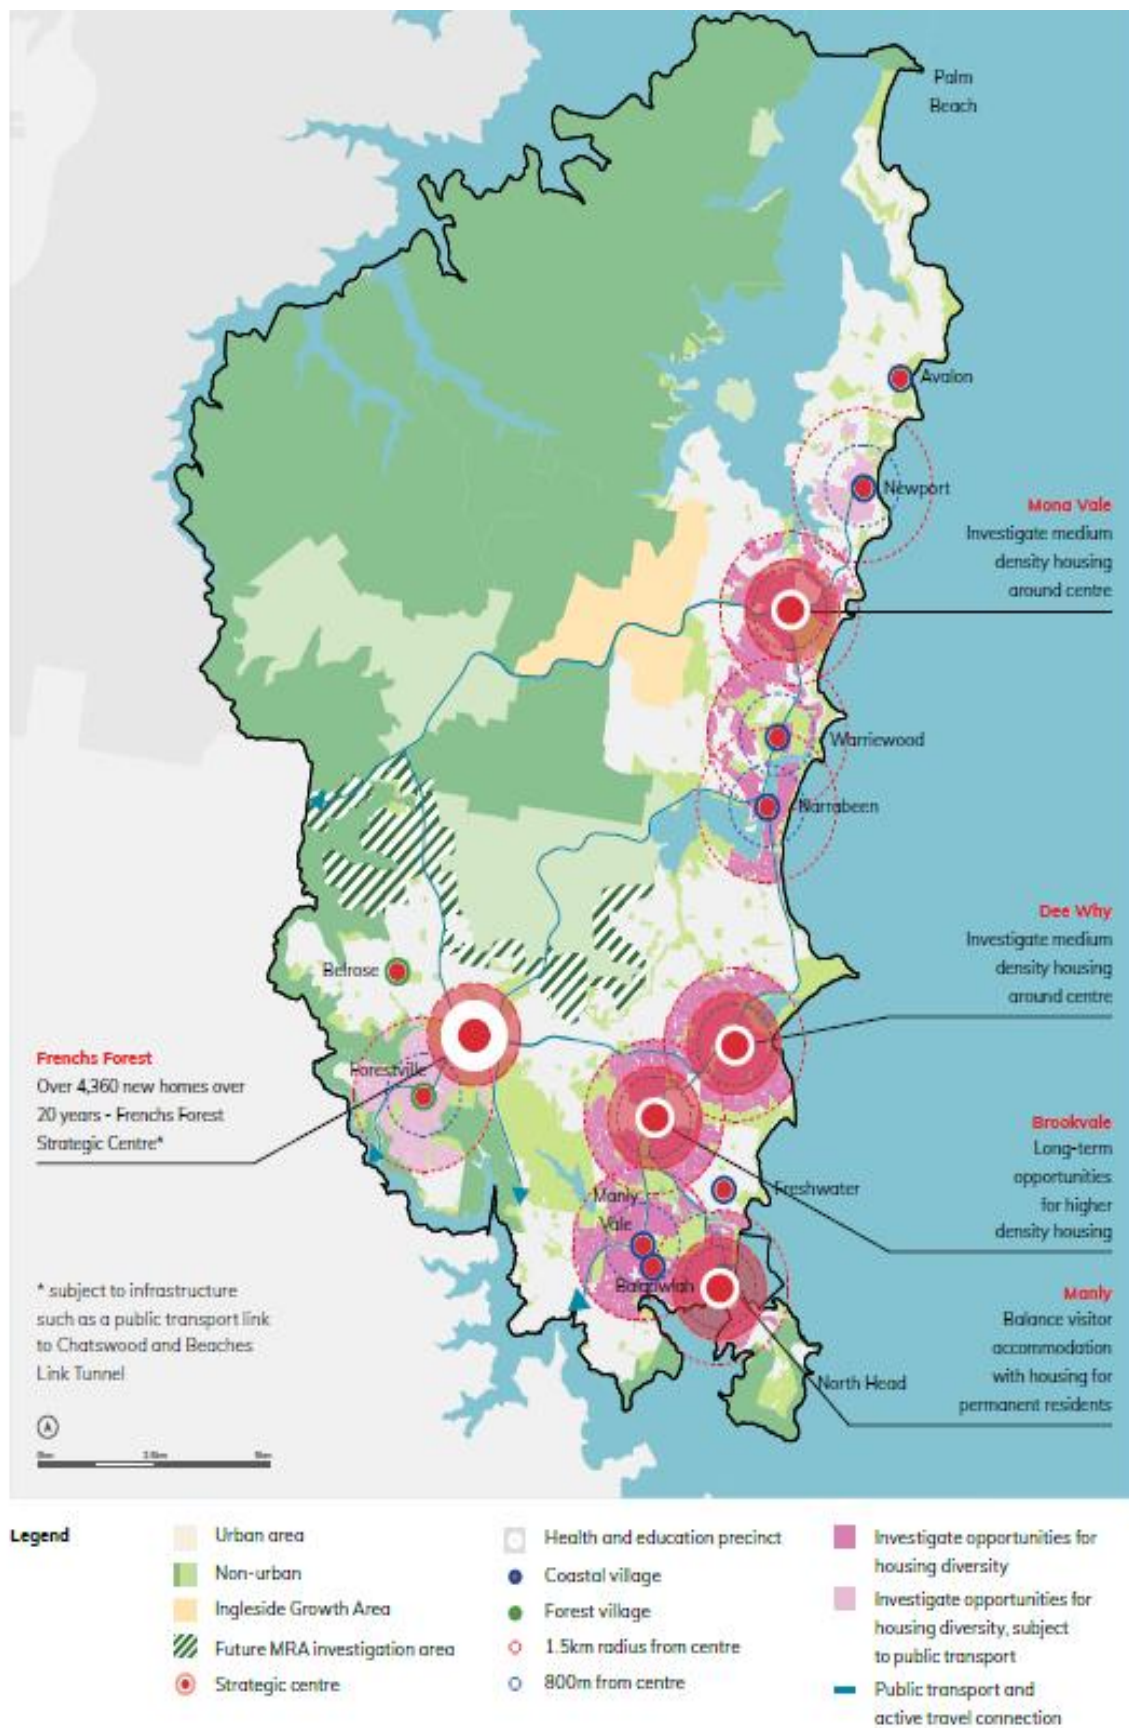 Palm
Beach
Avalon
Newport
Mona Vale
Investigate medium
density housing
around centre
Warriewood
Narrabeen
Dee Why
Investigate medium
density housing
around centre
Belrose
Frenchs Forest
Over 4,360 new homes over
20 years - Frenchs Forest
Strategic Centre*
Forestville
Brookvale
Long-term
opportunities
for higher
density housing
Freshwater
Manly
Vale
Balgowlah
Manly
Balance visitor
accommodation
with housing for
permanent residents
North Head
* subject to infrastructure
such as a public transport link
to Chatswood and Beaches
Link Tunnel
A
Legend
Urban area
Non-urban
Ingleside Growth Area
Future MRA investigation area
Strategic centre
Health and education precinct
Coastal village
Forest village
1.5km radius from centre
800m from centre
Investigate opportunities for
housing diversity
Investigate opportunities for
housing diversity, subject
to public transport
Public transport and
active travel connection